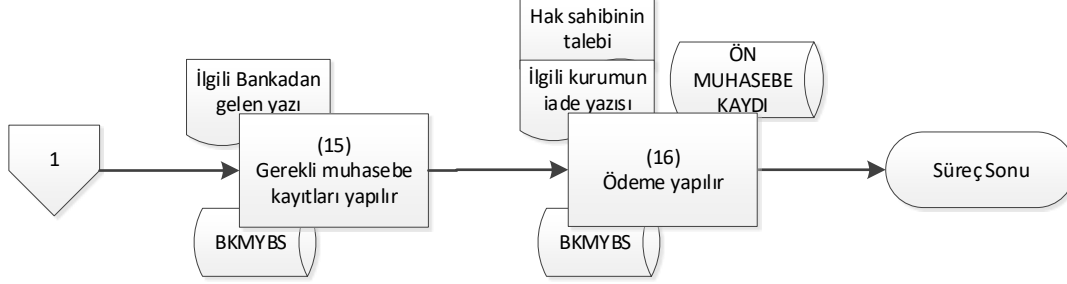 1
İlgili Bankadan
gelen yazı
(15)
Gerekli muhasebe
kayıtları yapılır
BKMYBS
Hak sahibinin
talebi
İlgili kurumun
iade yazısı
ÖN
MUHASEBE
KAYDI
(16)
Ödeme yapılır
BKMYBS
Süreç Sonu